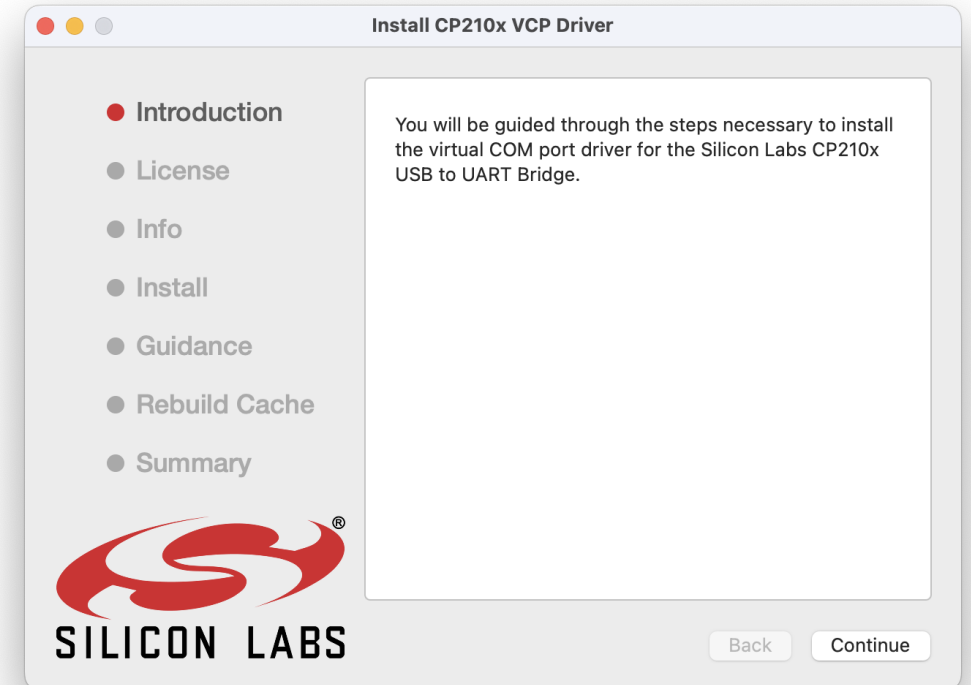 Install CP210x VCP Driver
Introduction
License
Info
Install
Guidance
Rebuild Cache
Summary
You will be guided through the steps necessary to install
the virtual COM port driver for the Silicon Labs CP210x
USB to UART Bridge.
®
SILICON LABS
Back
Continue